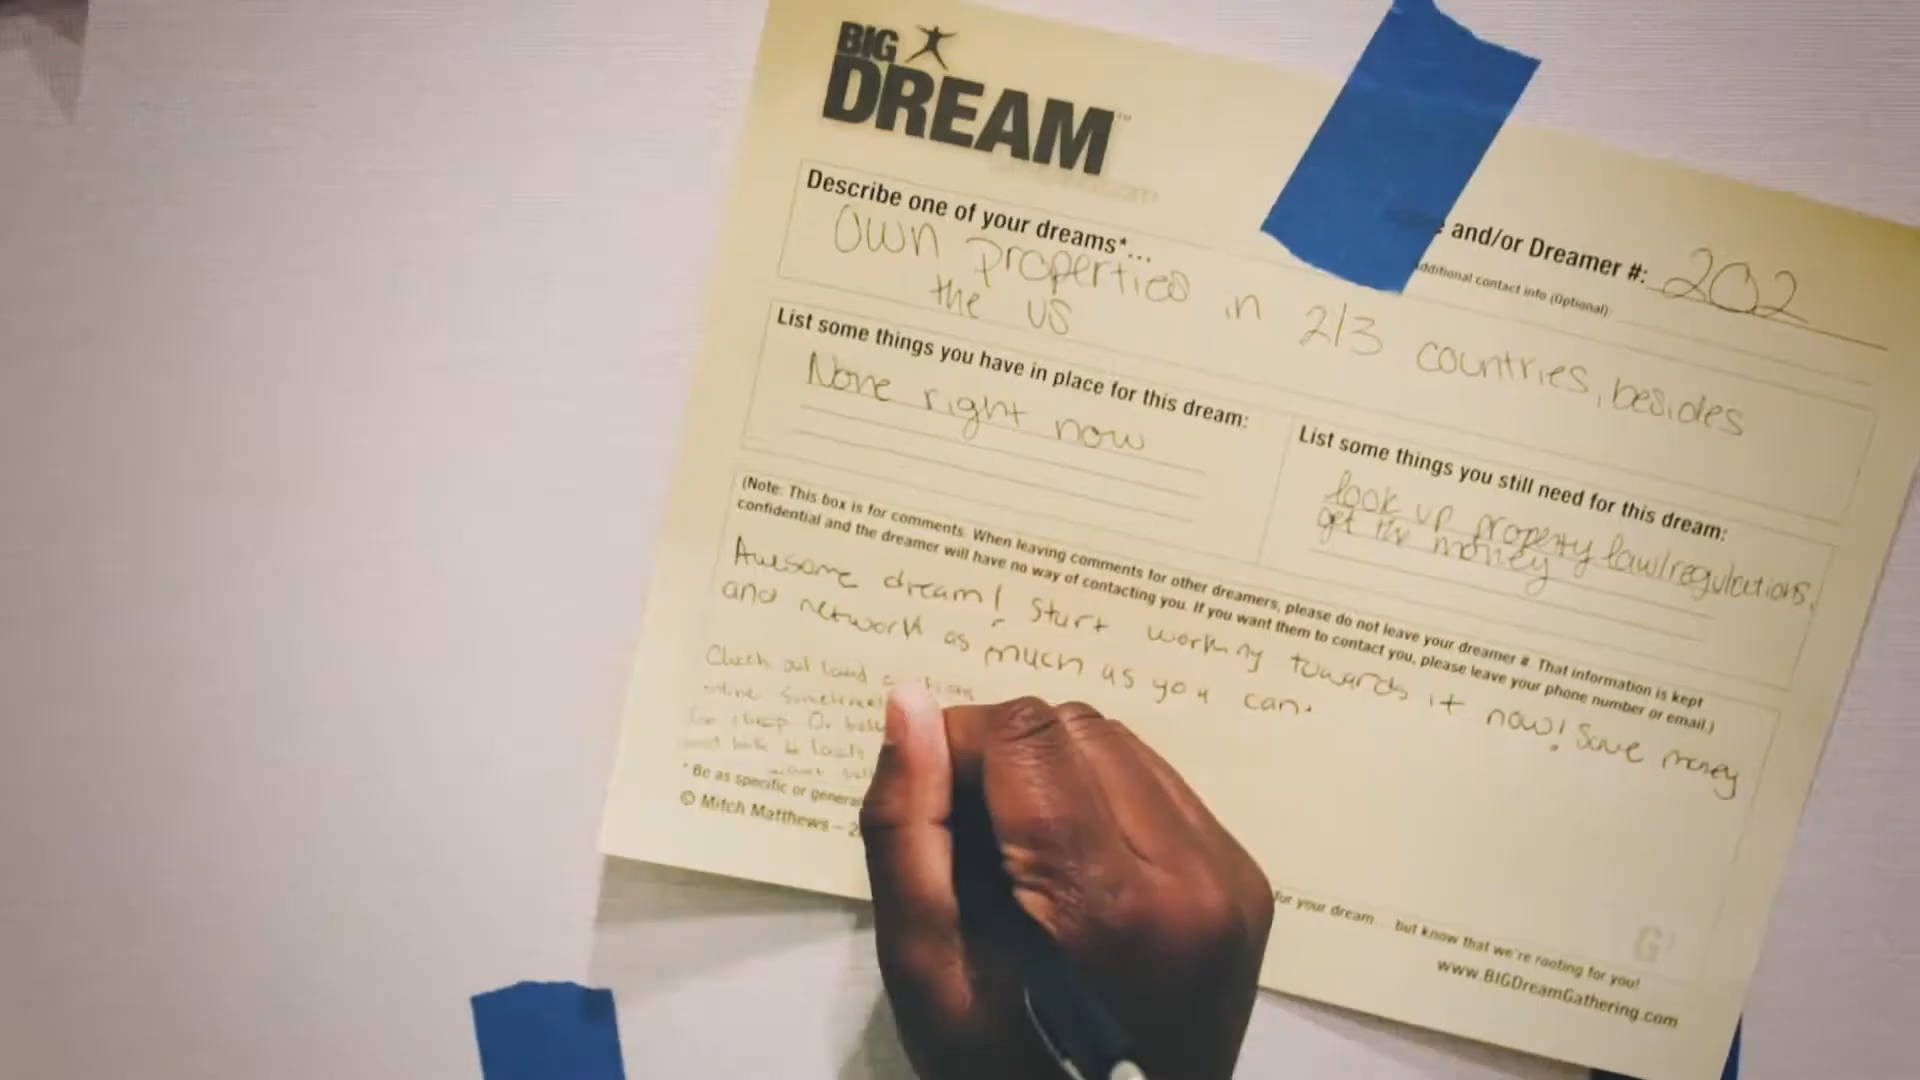 BIG
DREAM™
and/or Dreamer #: 202
additional contact info (Optional):
Describe one of your dreams*...
Own properties in 2/3 countries, besides
the US
List some things you have in place for this dream:
None right now
List some things you still need for this dream:
look up property law/regulations,
get the money
(Note: This box is for comments. When leaving comments for other dreamers, please do not leave your dreamer #. That information is kept
confidential and the dreamer will have no way of contacting you. If you want them to contact you, please leave your phone number or email.)
Awesome dream! Start working towards it now! Save money
and network as much as you can.
Check out land
online
* Be as specific or general
© Mitch Matthews – 2
for your dream... but know that we're rooting for you!
www.BIGDreamGathering.com